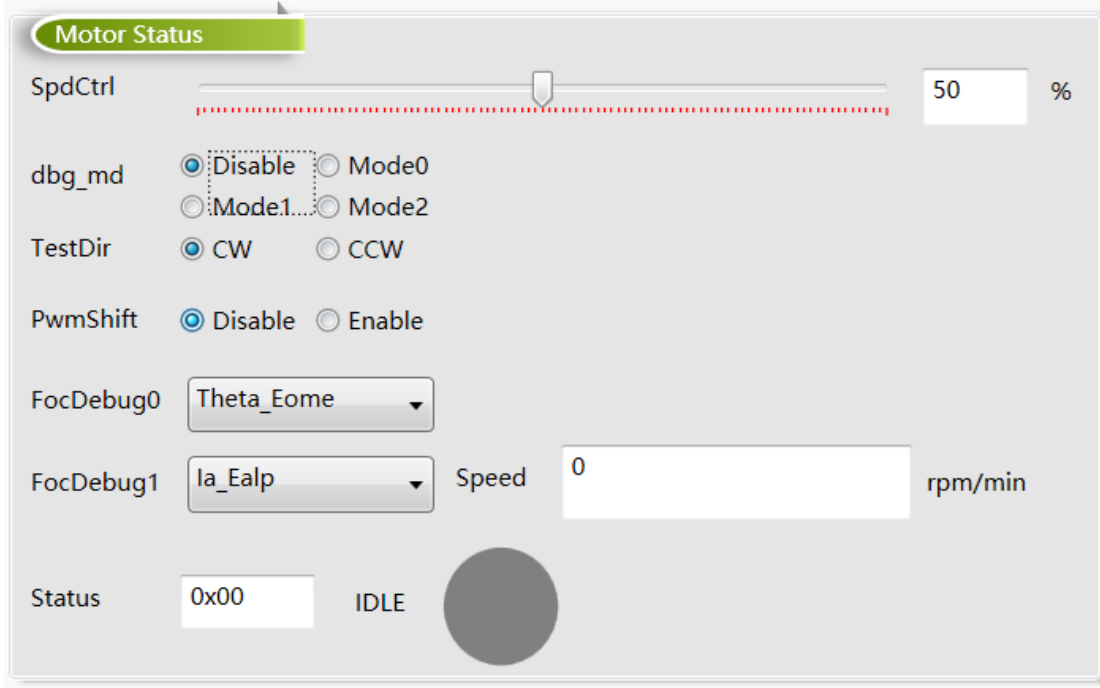 Motor Status
SpdCtrl 50 %
dbg_md Disable Mode0
Mode1 Mode2
TestDir CW CCW
PwmShift Disable Enable
FocDebug0 Theta_Eome
FocDebug1 Ia_Ealp Speed 0 rpm/min
Status 0x00 IDLE